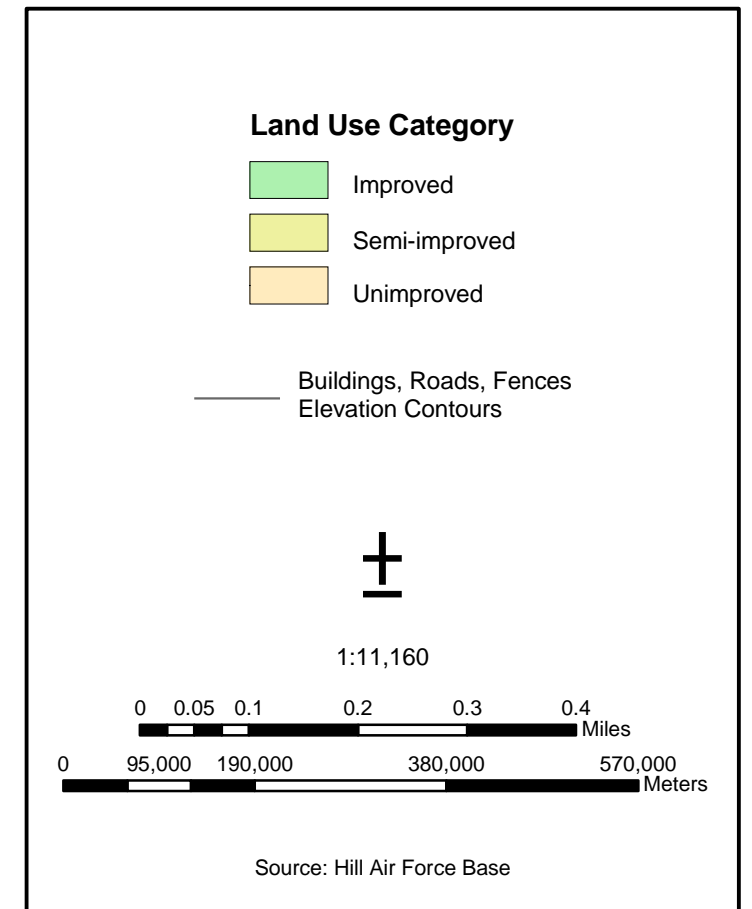 Land Use Category
Improved
Semi-improved
Unimproved
Buildings, Roads, Fences
Elevation Contours
±
1:11,160
0 0.05 0.1 0.2 0.3 0.4
Miles
0 95,000 190,000 380,000 570,000
Meters
Source: Hill Air Force Base